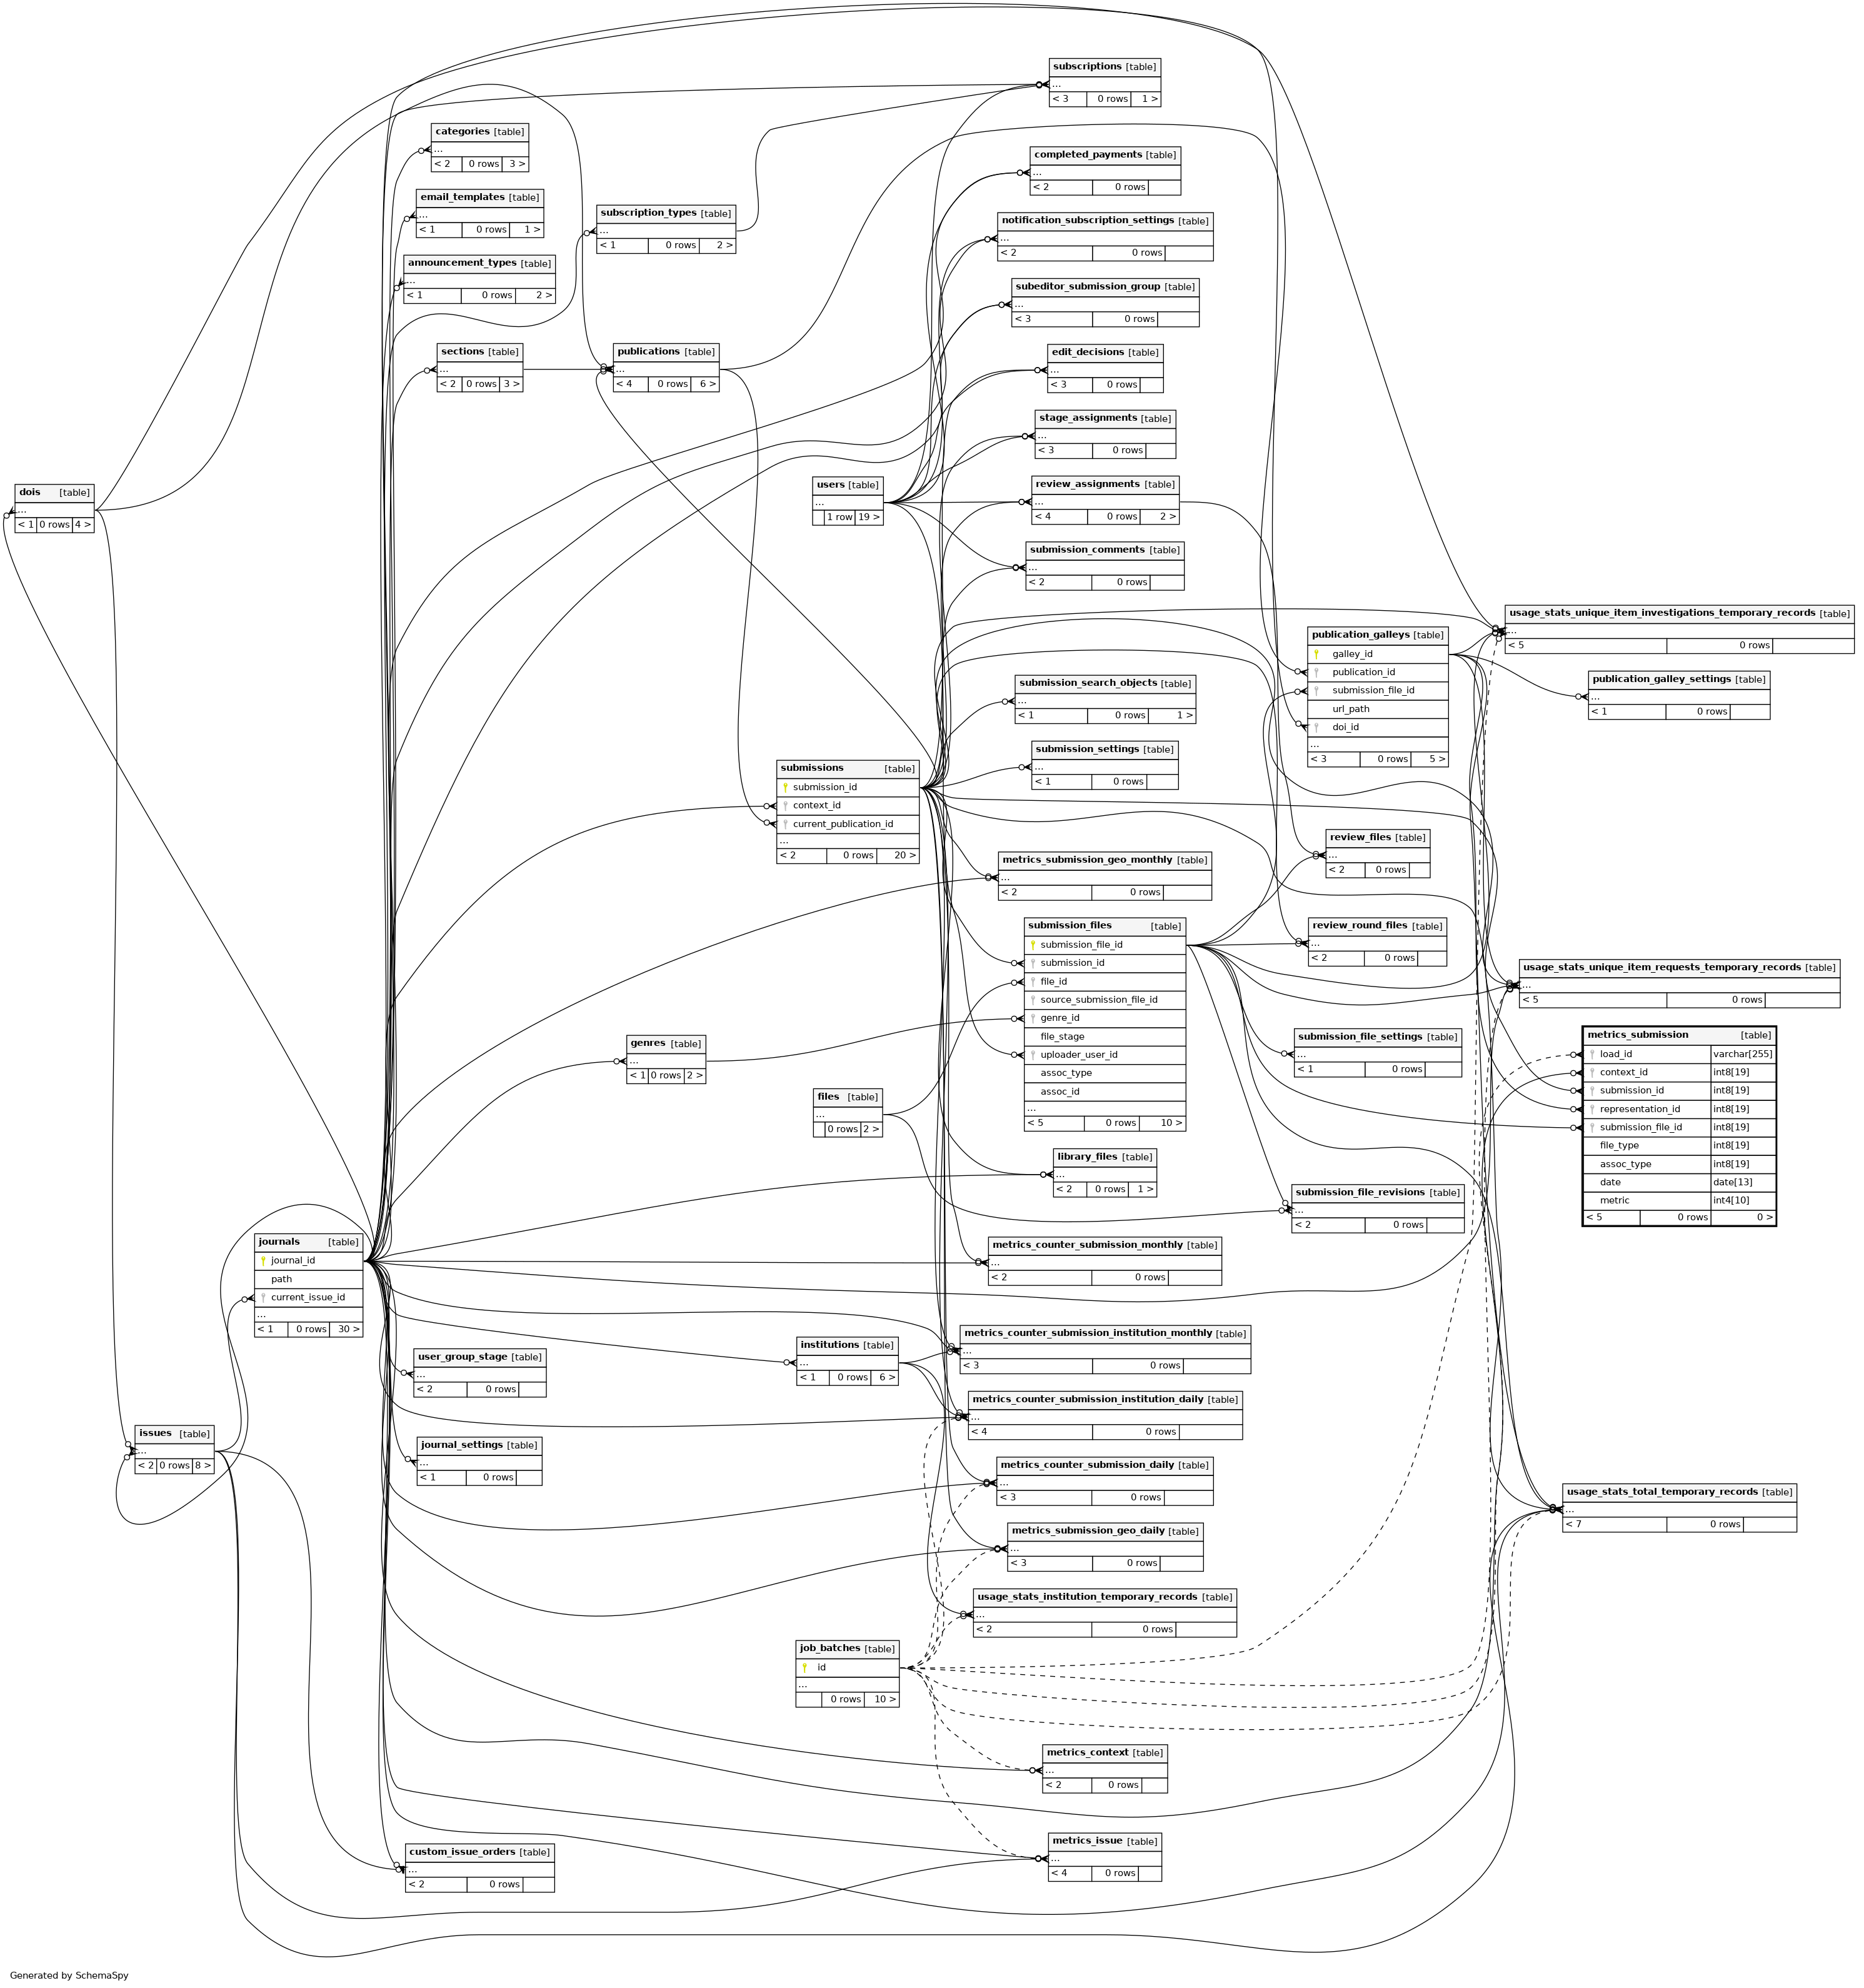 subscriptions [table]
...
< 3 0 rows 1 >
categories [table]
...
< 2 0 rows 3 >
completed_payments [table]
...
< 2 0 rows
email_templates [table]
...
< 1 0 rows 1 >
subscription_types [table]
...
< 1 0 rows 2 >
notification_subscription_settings [table]
...
< 2 0 rows
announcement_types [table]
...
< 1 0 rows 2 >
subeditor_submission_group [table]
...
< 3 0 rows
sections [table]
...
< 2 0 rows 3 >
publications [table]
...
< 4 0 rows 6 >
edit_decisions [table]
...
< 3 0 rows
stage_assignments [table]
...
< 3 0 rows
dois [table]
...
< 1 0 rows 4 >
users [table]
...
1 row 19 >
review_assignments [table]
...
< 4 0 rows 2 >
submission_comments [table]
...
< 2 0 rows
usage_stats_unique_item_investigations_temporary_records [table]
...
< 5 0 rows
publication_galleys [table]
galley_id
publication_id
submission_file_id
url_path
doi_id
...
< 3 0 rows 5 >
publication_galley_settings [table]
...
< 1 0 rows
submission_search_objects [table]
...
< 1 0 rows 1 >
submission_settings [table]
...
< 1 0 rows
submissions [table]
submission_id
context_id
current_publication_id
...
< 2 0 rows 20 >
review_files [table]
...
< 2 0 rows
metrics_submission_geo_monthly [table]
...
< 2 0 rows
submission_files [table]
submission_file_id
submission_id
file_id
source_submission_file_id
genre_id
file_stage
uploader_user_id
assoc_type
assoc_id
...
< 5 0 rows 10 >
review_round_files [table]
...
< 2 0 rows
usage_stats_unique_item_requests_temporary_records [table]
...
< 5 0 rows
metrics_submission [table]
load_id varchar[255]
context_id int8[19]
submission_id int8[19]
representation_id int8[19]
submission_file_id int8[19]
file_type int8[19]
assoc_type int8[19]
date date[13]
metric int4[10]
< 5 0 rows 0 >
submission_file_settings [table]
...
< 1 0 rows
genres [table]
...
< 1 0 rows 2 >
files [table]
...
0 rows 2 >
library_files [table]
...
< 2 0 rows 1 >
submission_file_revisions [table]
...
< 2 0 rows
journals [table]
journal_id
path
current_issue_id
...
< 1 0 rows 30 >
metrics_counter_submission_monthly [table]
...
< 2 0 rows
metrics_counter_submission_institution_monthly [table]
...
< 3 0 rows
institutions [table]
...
< 1 0 rows 6 >
user_group_stage [table]
...
< 2 0 rows
metrics_counter_submission_institution_daily [table]
...
< 4 0 rows
issues [table]
...
< 2 0 rows 8 >
journal_settings [table]
...
< 1 0 rows
metrics_counter_submission_daily [table]
...
< 3 0 rows
usage_stats_total_temporary_records [table]
...
< 7 0 rows
metrics_submission_geo_daily [table]
...
< 3 0 rows
usage_stats_institution_temporary_records [table]
...
< 2 0 rows
job_batches [table]
id
...
0 rows 10 >
metrics_context [table]
...
< 2 0 rows
metrics_issue [table]
...
< 4 0 rows
custom_issue_orders [table]
...
< 2 0 rows
Generated by SchemaSpy